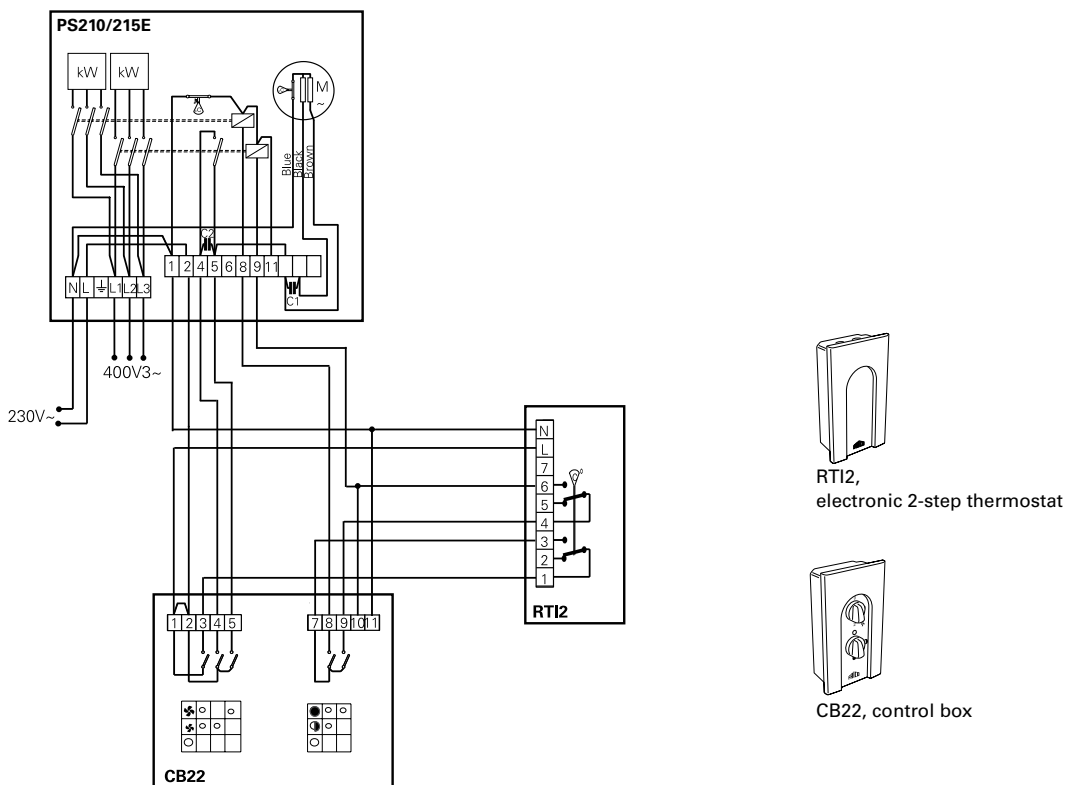 PS210/215E
kW kW
M
~
Blue
Black
Brown
C2
1 2 4 5 6 8 9 11
N L L1 L2 L3
C1
400V3~
230V~
N
L
7
6
5
4
3
2
1
RTI2
1 2 3 4 5
7 8 9 10 11
CB22
RTI2,
electronic 2-step thermostat
CB22, control box